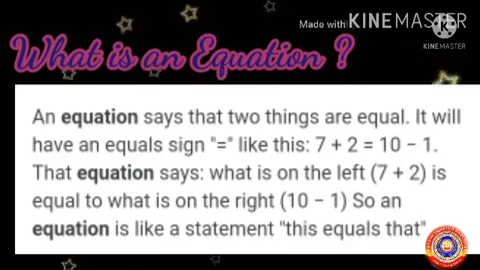 Made with KINEMASTER
KINEMASTER
What is an Equation ?
An equation says that two things are equal. It will
have an equals sign "=" like this: 7 + 2 = 10 − 1.
That equation says: what is on the left (7 + 2) is
equal to what is on the right (10 − 1) So an
equation is like a statement "this equals that"